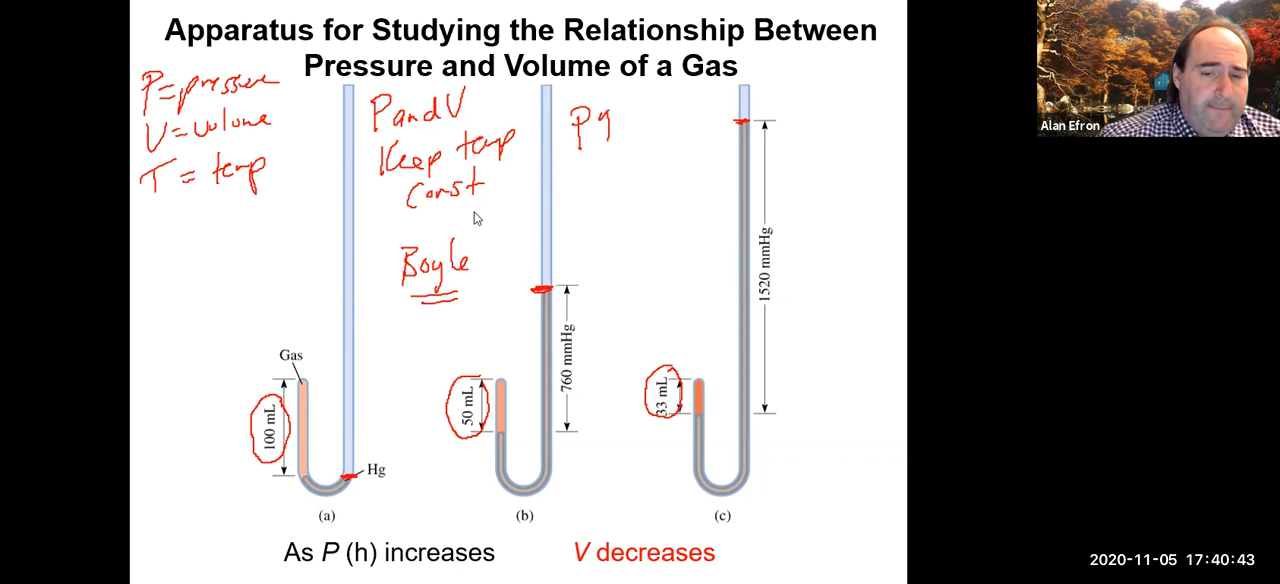 Apparatus for Studying the Relationship Between
Pressure and Volume of a Gas
P = pressure
V = volume
T = temp
P and V
Keep temp
const
Boyle
Alan Efron
Gas
100 mL
Hg
50 mL
760 mmHg
33 mL
1520 mmHg
(a)
(b)
(c)
As P (h) increases
V decreases
2020-11-05 17:40:43